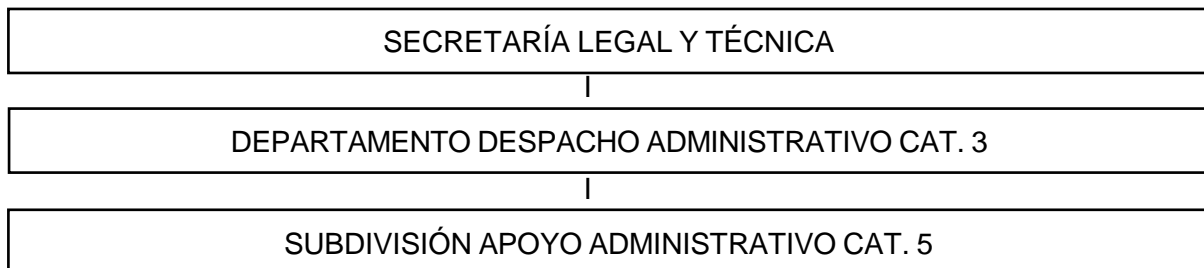 SECRETARÍA LEGAL Y TÉCNICA
DEPARTAMENTO DESPACHO ADMINISTRATIVO CAT. 3
SUBDIVISIÓN APOYO ADMINISTRATIVO CAT. 5